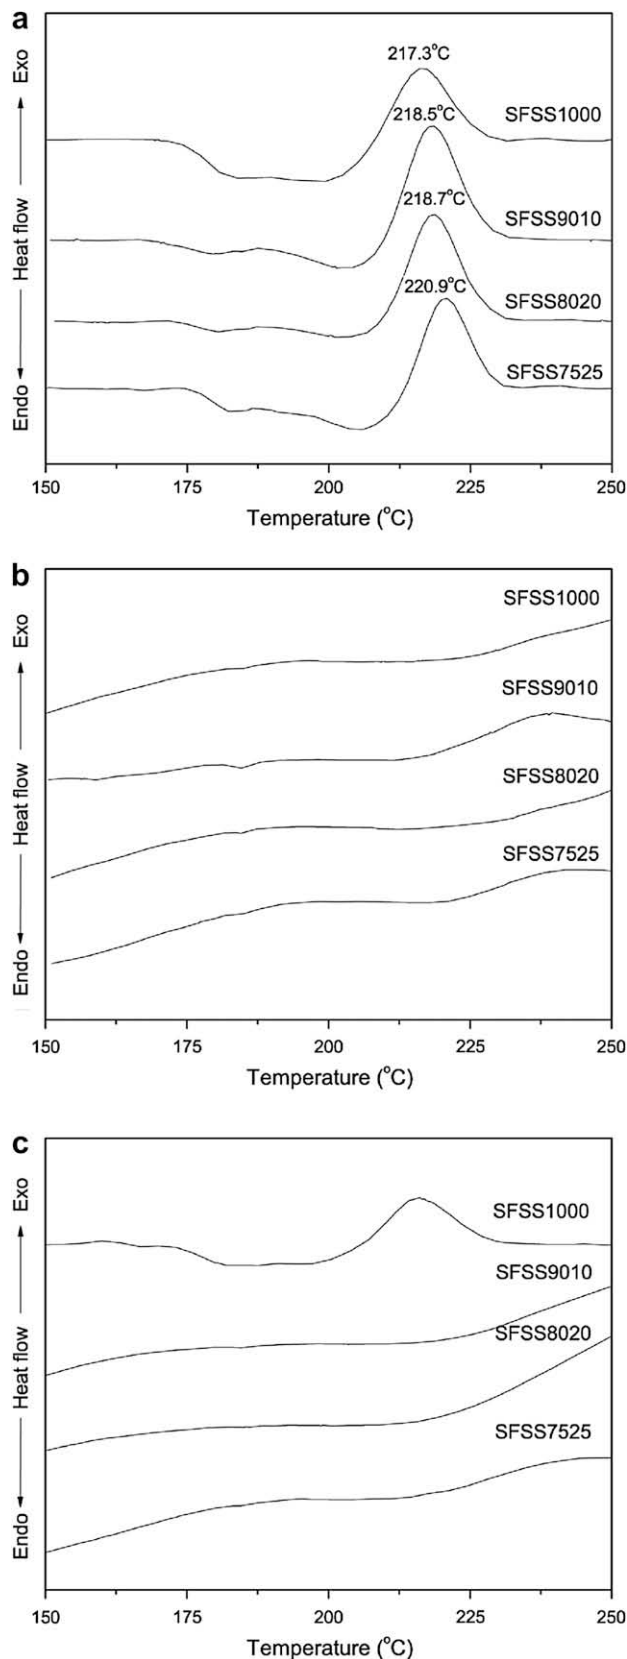 a
217.3°C
SFSS1000
218.5°C
SFSS9010
218.7°C
SFSS8020
220.9°C
SFSS7525
Endo ← Heat flow → Exo
150 175 200 225 250
Temperature (°C)
b
SFSS1000
SFSS9010
SFSS8020
SFSS7525
Endo ← Heat flow → Exo
150 175 200 225 250
Temperature (°C)
c
SFSS1000
SFSS9010
SFSS8020
SFSS7525
Endo ← Heat flow → Exo
150 175 200 225 250
Temperature (°C)